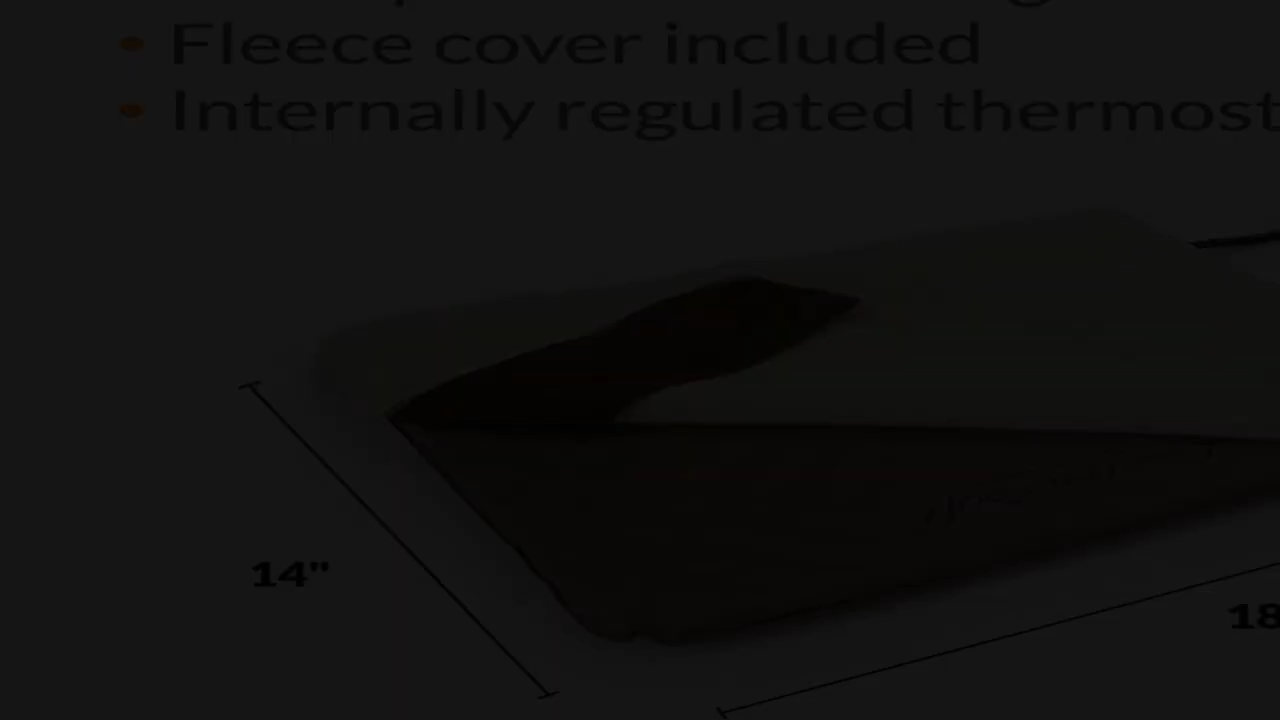 • Fleece cover included
• Internally regulated thermost
14"
18